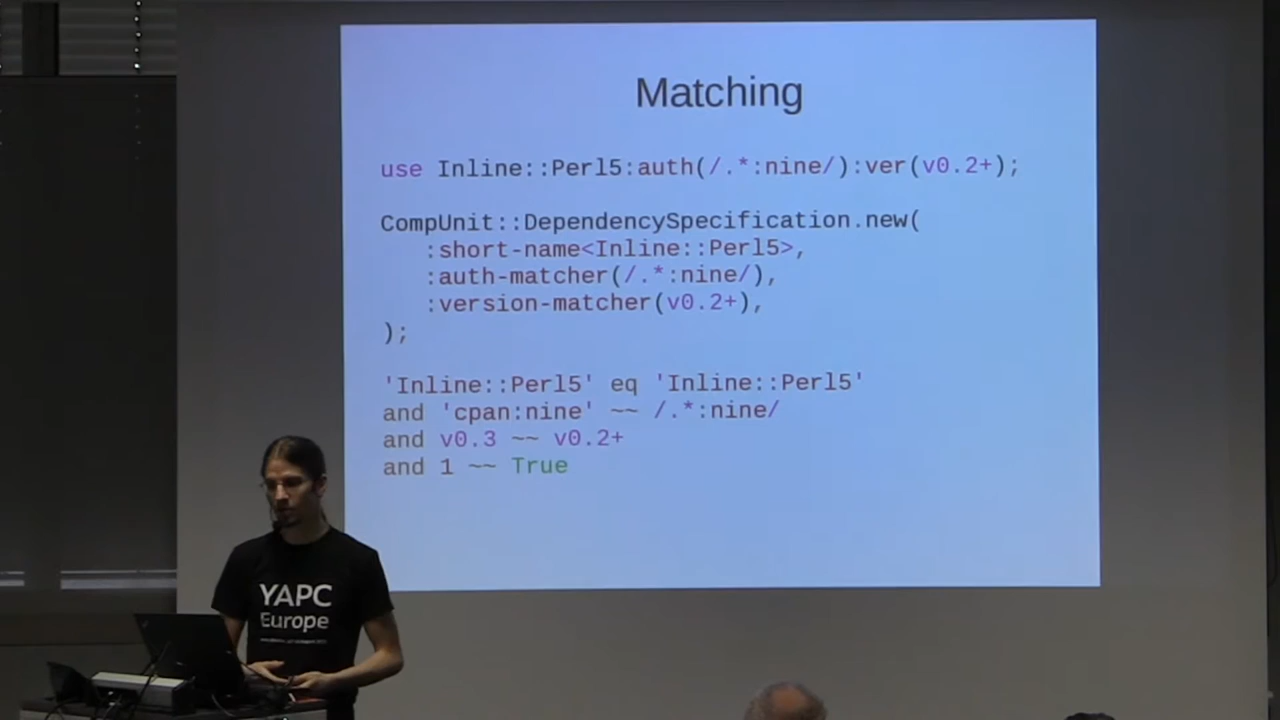 Matching
use Inline::Perl5:auth(/.*:nine/):ver(v0.2+);
CompUnit::DependencySpecification.new(
:short-name<Inline::Perl5>,
:auth-matcher(/.*:nine/),
:version-matcher(v0.2+),
);
'Inline::Perl5' eq 'Inline::Perl5'
and 'cpan:nine' ~~ /.*:nine/
and v0.3 ~~ v0.2+
and 1 ~~ True
YAPC
Europe